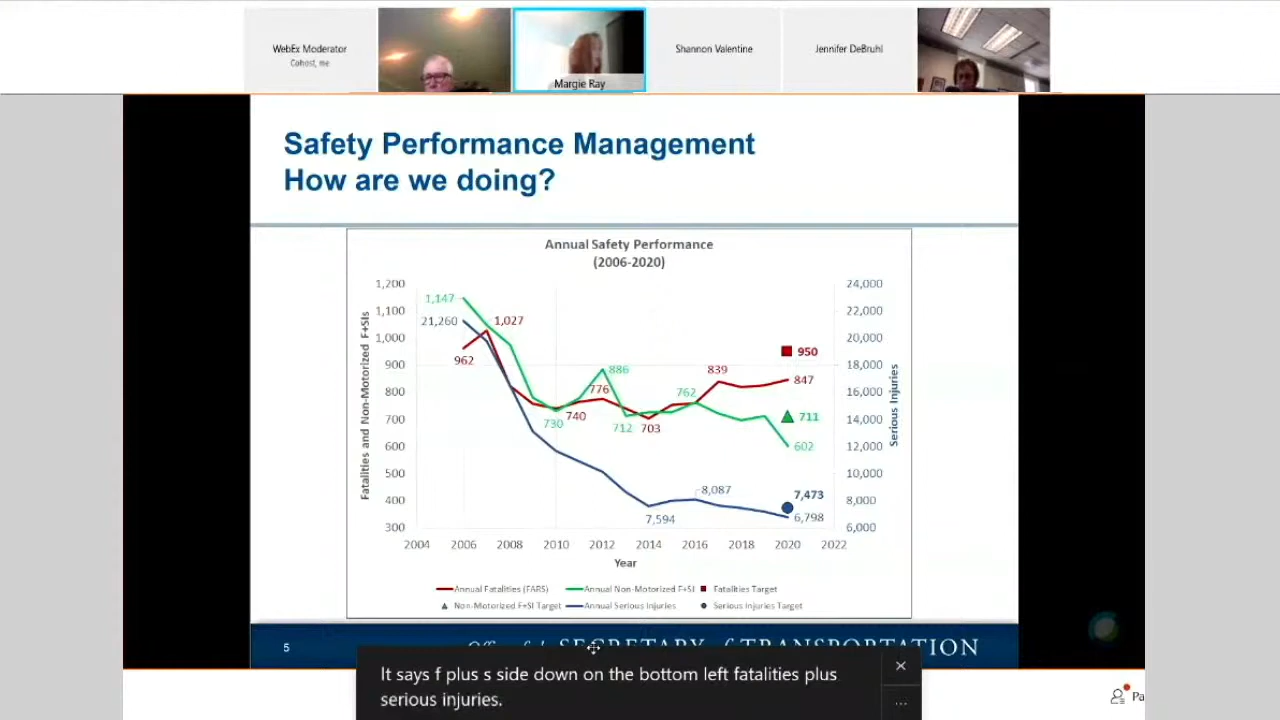 WebEx Moderator
Cohost, me
Margie Ray
Shannon Valentine
Jennifer DeBruhl
Safety Performance Management
How are we doing?
Annual Safety Performance
(2006-2020)
Fatalities and Non-Motorized F+SIs
1,200
1,100
1,000
900
800
700
600
500
400
300
24,000
22,000
20,000
18,000
16,000
14,000
12,000
10,000
8,000
6,000
Serious Injuries
1,147
21,260
962
1,027
730
740
776
886
712
703
762
839
950
847
711
602
7,594
8,087
7,473
6,798
2004 2006 2008 2010 2012 2014 2016 2018 2020 2022
Year
Annual Fatalities (FARS) Annual Non-Motorized F+SI Fatalities Target
Non-Motorized F+SI Target Annual Serious Injuries Serious Injuries Target
5
SECRETARY of TRANSPORTATION
It says f plus s side down on the bottom left fatalities plus
serious injuries.
Pa